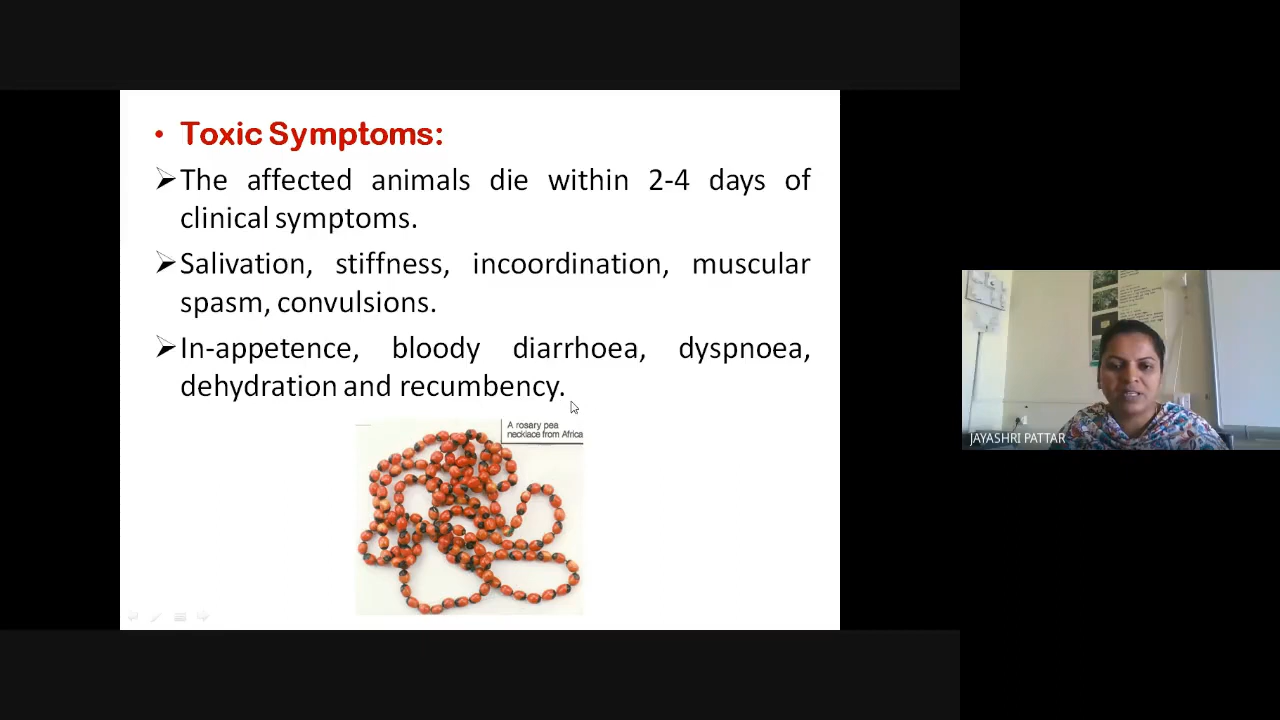 • Toxic Symptoms:
➢The affected animals die within 2-4 days of
clinical symptoms.
➢Salivation, stiffness, incoordination, muscular
spasm, convulsions.
➢In-appetence, bloody diarrhoea, dyspnoea,
dehydration and recumbency.
A rosary pea
necklace from Africa
JAYASHRI PATTAR